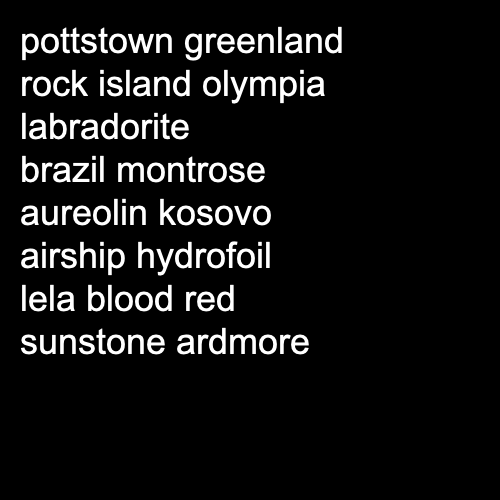 pottstown greenland
rock island olympia
labradorite
brazil montrose
aureolin kosovo
airship hydrofoil
lela blood red
sunstone ardmore